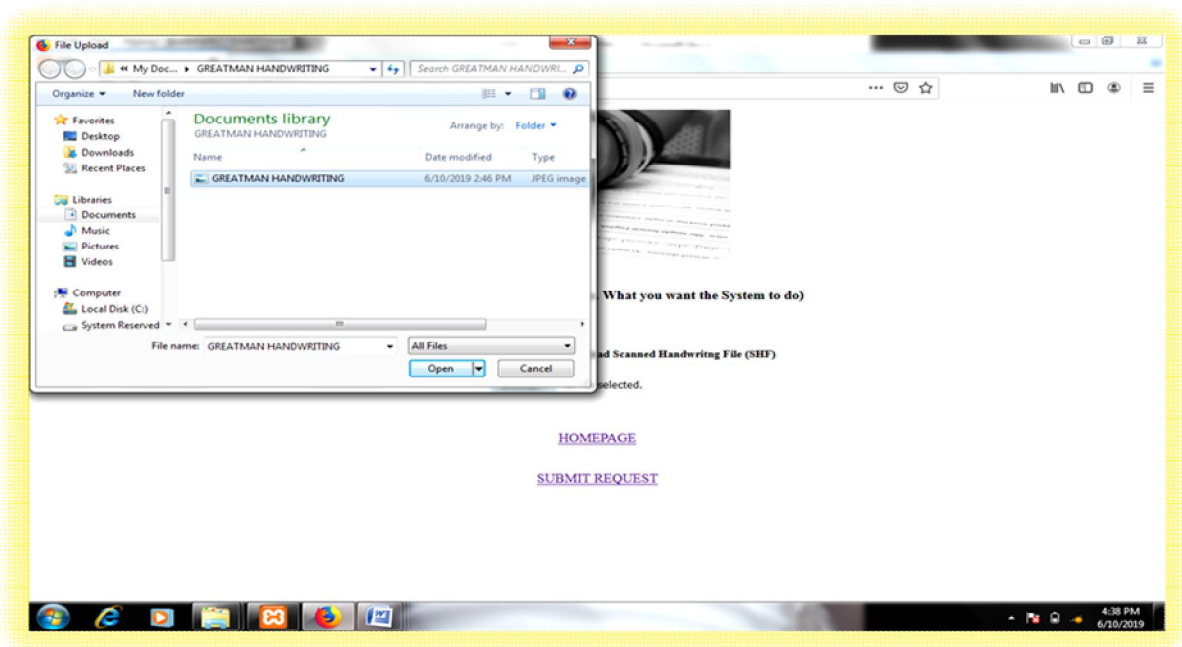 File Upload
« My Doc... ▸ GREATMAN HANDWRITING
Search GREATMAN HANDWRI...
Organize New folder
Favorites
Desktop
Downloads
Recent Places
Libraries
Documents
Music
Pictures
Videos
Computer
Local Disk (C:)
System Reserved
Documents library
GREATMAN HANDWRITING
Arrange by: Folder
Name Date modified Type
GREATMAN HANDWRITING 6/10/2019 2:46 PM JPEG image
File name: GREATMAN HANDWRITING
All Files
Open Cancel
What you want the System to do)
ad Scanned Handwritng File (SHF)
selected.
HOMEPAGE
SUBMIT REQUEST
4:38 PM
6/10/2019